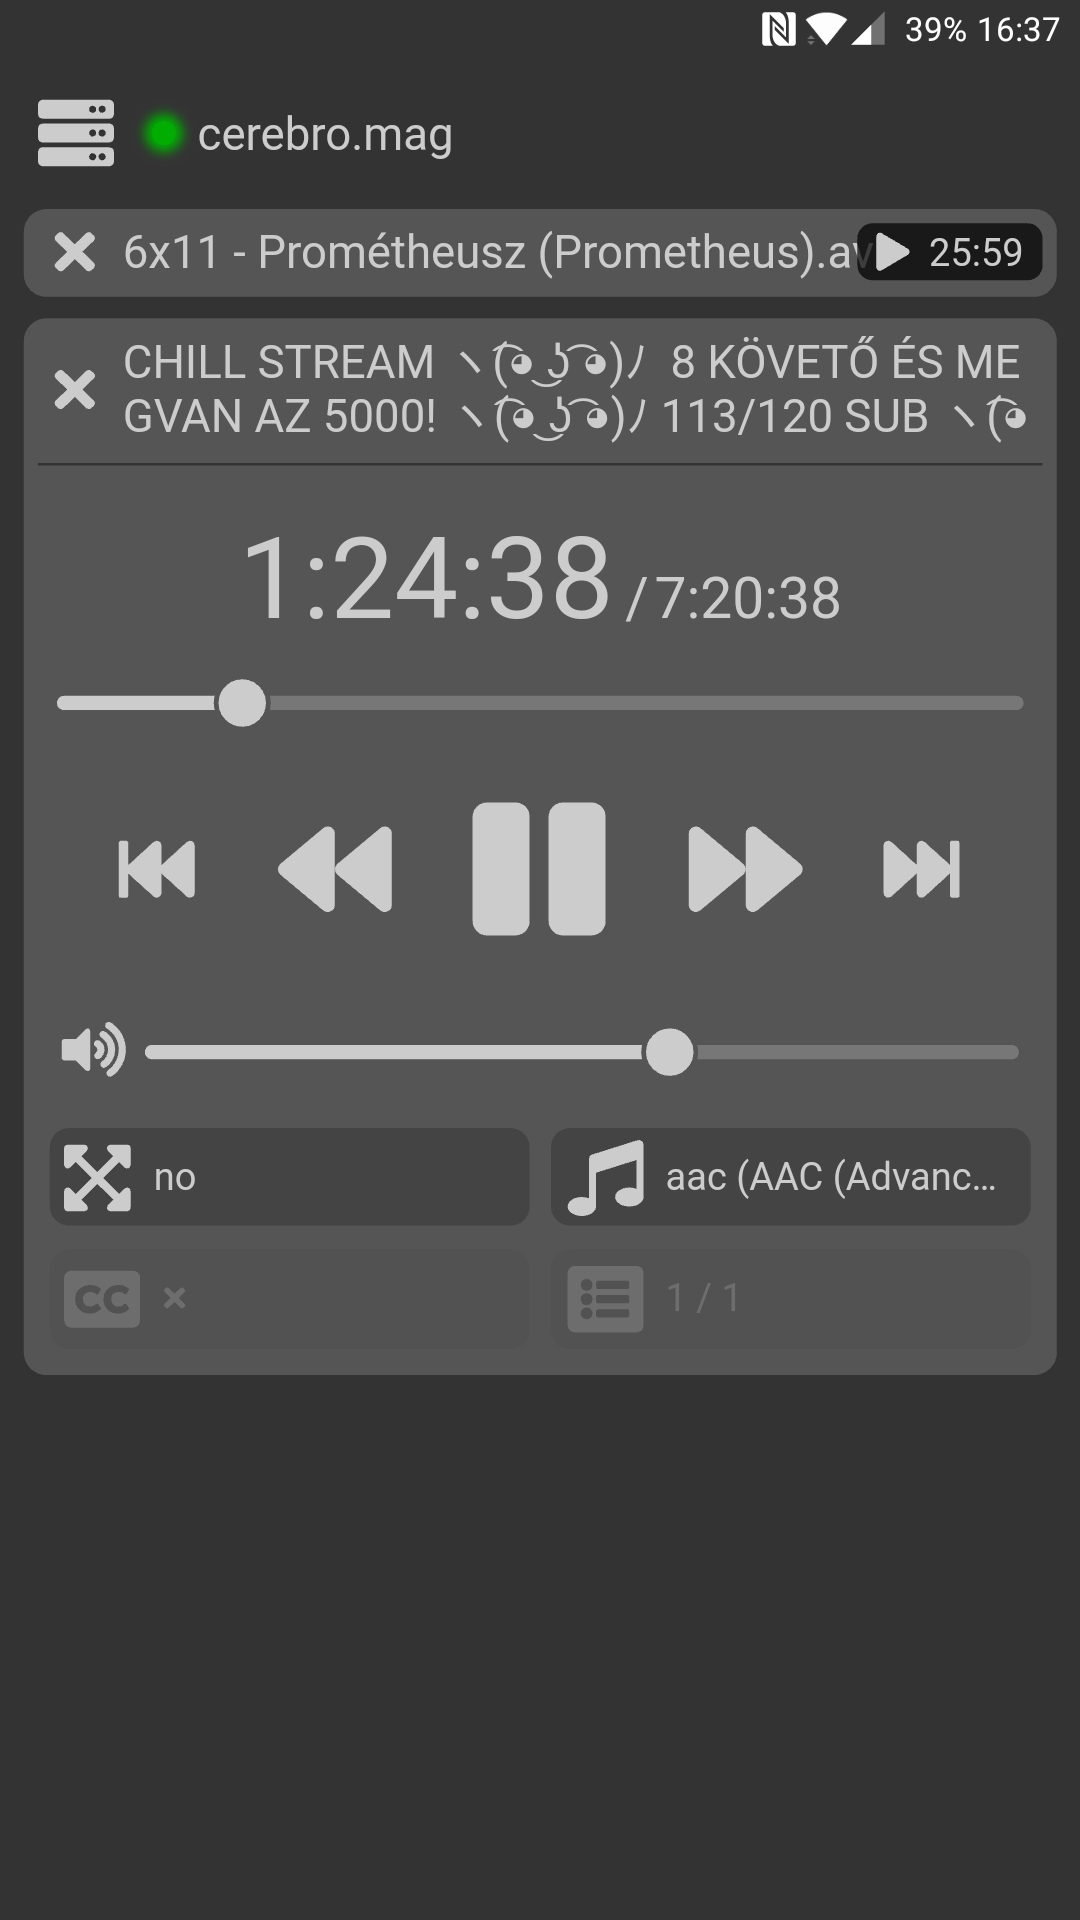 39% 16:37
cerebro.mag
6x11 - Prométheusz (Prometheus).av
25:59
CHILL STREAM ヽ(͡◕ ͜ʖ ͡◕)ﾉ 8 KÖVETŐ ÉS ME
GVAN AZ 5000! ヽ(͡◕ ͜ʖ ͡◕)ﾉ 113/120 SUB ヽ(͡◕
1:24:38 / 7:20:38
no
aac (AAC (Advanc...
CC ×
1 / 1